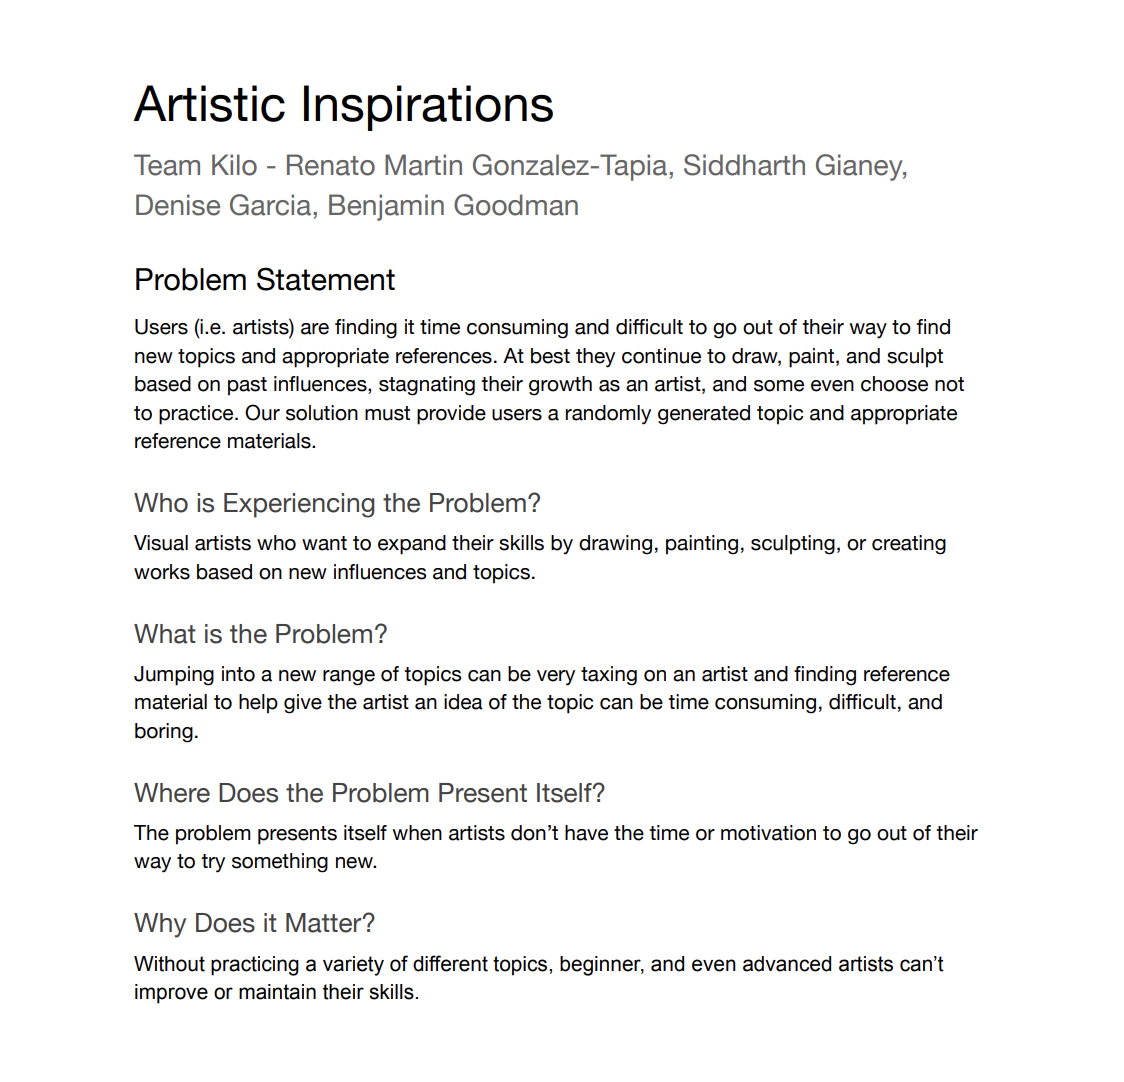 Artistic Inspirations
Team Kilo - Renato Martin Gonzalez-Tapia, Siddharth Gianey,
Denise Garcia, Benjamin Goodman
Problem Statement
Users (i.e. artists) are finding it time consuming and difficult to go out of their way to find
new topics and appropriate references. At best they continue to draw, paint, and sculpt
based on past influences, stagnating their growth as an artist, and some even choose not
to practice. Our solution must provide users a randomly generated topic and appropriate
reference materials.
Who is Experiencing the Problem?
Visual artists who want to expand their skills by drawing, painting, sculpting, or creating
works based on new influences and topics.
What is the Problem?
Jumping into a new range of topics can be very taxing on an artist and finding reference
material to help give the artist an idea of the topic can be time consuming, difficult, and
boring.
Where Does the Problem Present Itself?
The problem presents itself when artists don’t have the time or motivation to go out of their
way to try something new.
Why Does it Matter?
Without practicing a variety of different topics, beginner, and even advanced artists can’t
improve or maintain their skills.